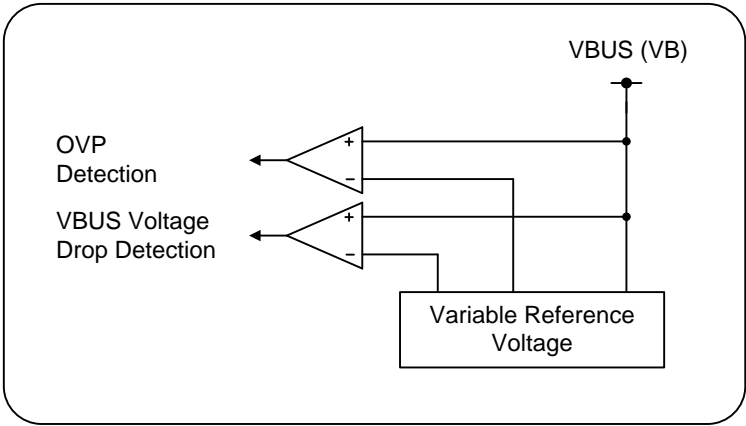 VBUS (VB)
OVP
Detection
+
−
VBUS Voltage
Drop Detection
+
−
Variable Reference
Voltage